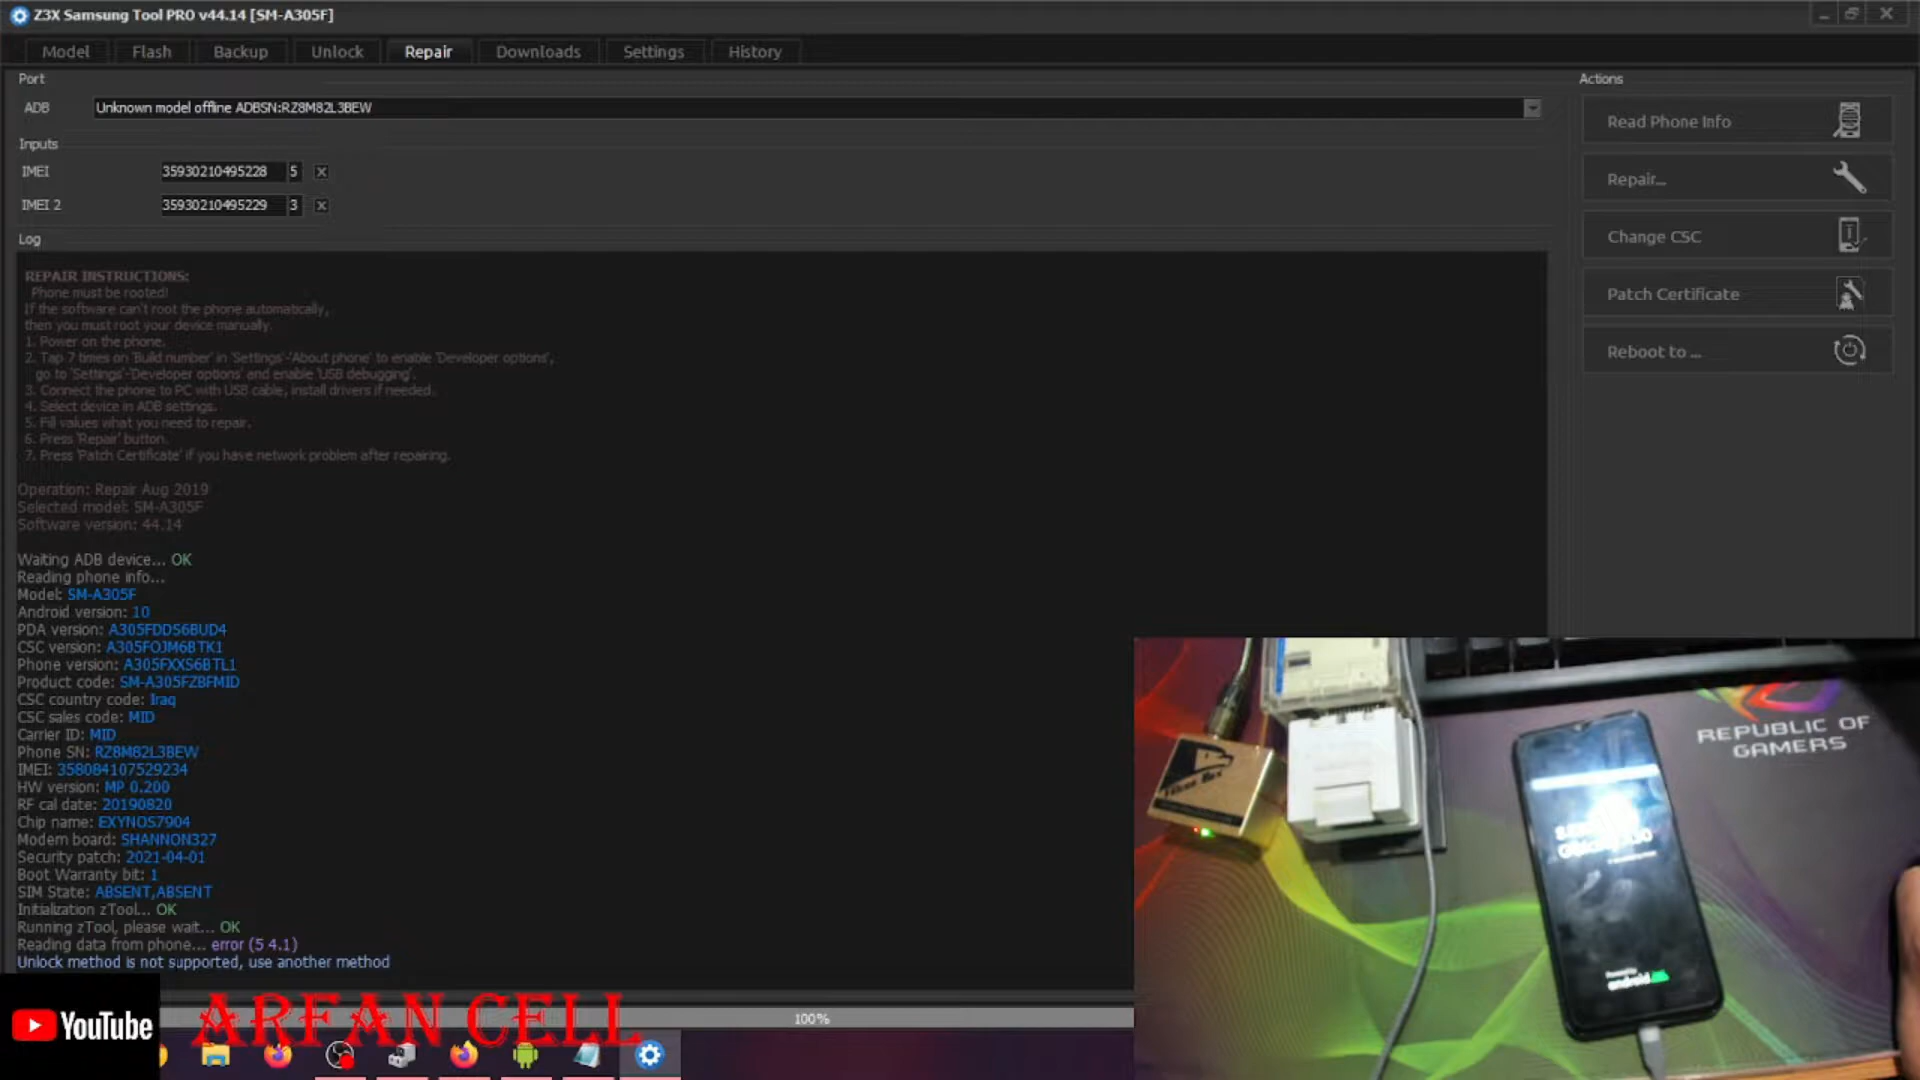 Z3X Samsung Tool PRO v44.14 [SM-A305F]
Model Flash Backup Unlock Repair Downloads Settings History
Port
ADB Unknown model offline ADBSN:RZ8M82L3BEW
Inputs
IMEI 35930210495228 5 x
IMEI 2 35930210495229 3 x
Log
REPAIR INSTRUCTIONS:
Phone must be rooted!
If the software can't root the phone automatically,
then you must root your device manually.
1. Power on the phone.
2. Tap 7 times on 'Build number' in 'Settings'-'About phone' to enable 'Developer options',
go to 'Settings'-'Developer options' and enable 'USB debugging'.
3. Connect the phone to PC with USB cable, install drivers if needed.
4. Select device in ADB settings.
5. Fill values what you need to repair.
6. Press 'Repair' button.
7. Press 'Patch Certificate' if you have network problem after repairing.
Operation: Repair Aug 2019
Selected model: SM-A305F
Software version: 44.14
Waiting ADB device... OK
Reading phone info...
Model: SM-A305F
Android version: 10
PDA version: A305FDDS6BUD4
CSC version: A305FOJM6BTK1
Phone version: A305FXXS6BTL1
Product code: SM-A305FZBFMID
CSC country code: Iraq
CSC sales code: MID
Carrier ID: MID
Phone SN: RZ8M82L3BEW
IMEI: 358084107529234
HW version: MP 0.200
RF cal date: 20190820
Chip name: EXYNOS7904
Modem board: SHANNON327
Security patch: 2021-04-01
Boot Warranty bit: 1
SIM State: ABSENT,ABSENT
Initialization zTool... OK
Running zTool, please wait... OK
Reading data from phone... error (5 4.1)
Unlock method is not supported, use another method
100%
Actions
Read Phone Info
Repair...
Change CSC
Patch Certificate
Reboot to ...
REPUBLIC OF
GAMERS
android
YouTube
ARFAN CELL